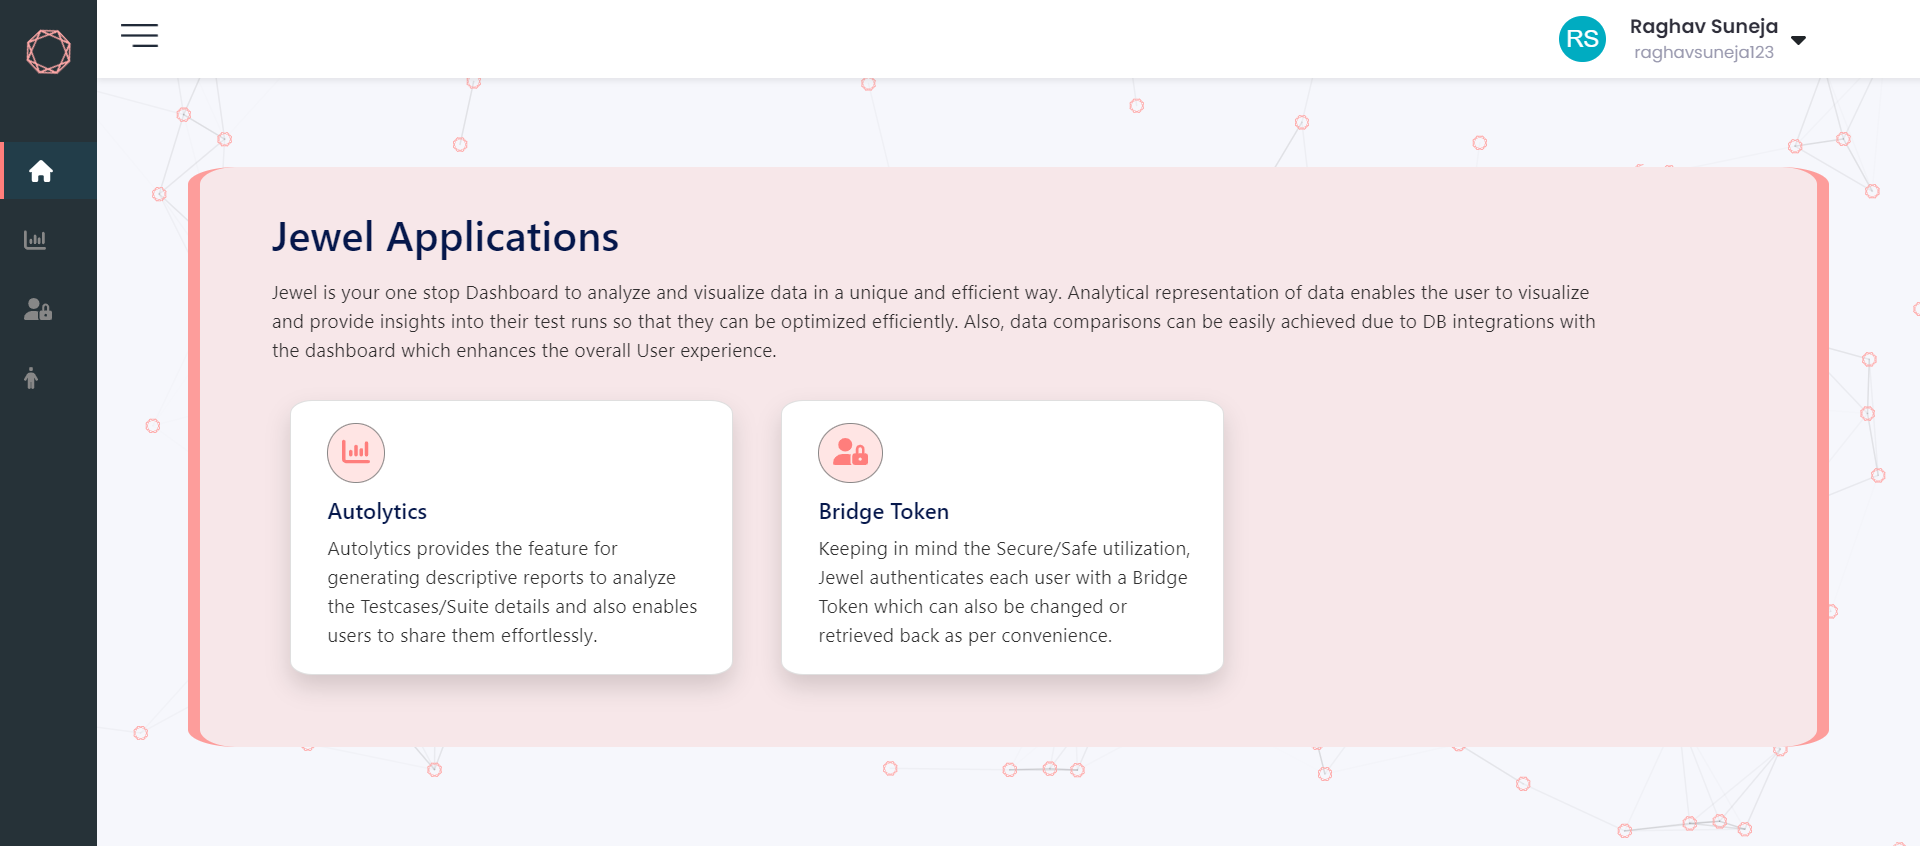 RS
Raghav Suneja
raghavsuneja123
Jewel Applications
Jewel is your one stop Dashboard to analyze and visualize data in a unique and efficient way. Analytical representation of data enables the user to visualize
and provide insights into their test runs so that they can be optimized efficiently. Also, data comparisons can be easily achieved due to DB integrations with
the dashboard which enhances the overall User experience.
Autolytics
Autolytics provides the feature for
generating descriptive reports to analyze
the Testcases/Suite details and also enables
users to share them effortlessly.
Bridge Token
Keeping in mind the Secure/Safe utilization,
Jewel authenticates each user with a Bridge
Token which can also be changed or
retrieved back as per convenience.